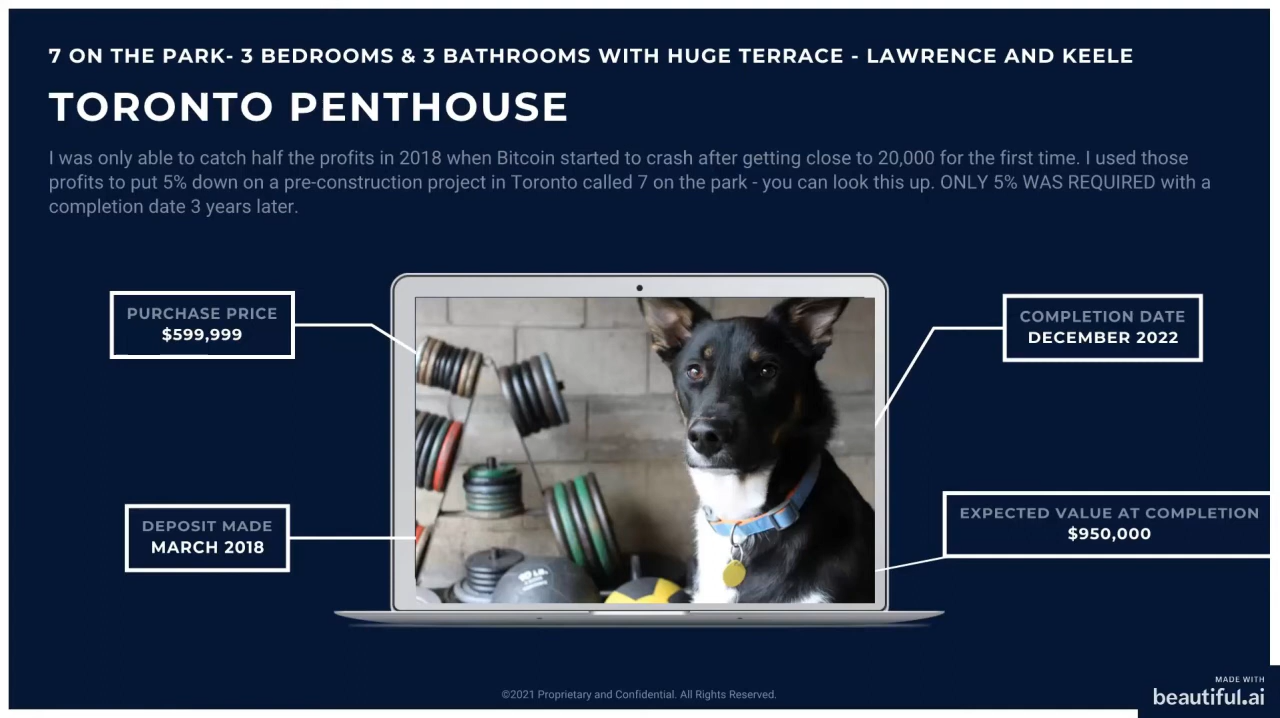 7 ON THE PARK- 3 BEDROOMS & 3 BATHROOMS WITH HUGE TERRACE - LAWRENCE AND KEELE
TORONTO PENTHOUSE
I was only able to catch half the profits in 2018 when Bitcoin started to crash after getting close to 20,000 for the first time. I used those
profits to put 5% down on a pre-construction project in Toronto called 7 on the park - you can look this up. ONLY 5% WAS REQUIRED with a
completion date 3 years later.
PURCHASE PRICE
$599,999
COMPLETION DATE
DECEMBER 2022
DEPOSIT MADE
MARCH 2018
EXPECTED VALUE AT COMPLETION
$950,000
©2021 Proprietary and Confidential. All Rights Reserved.
MADE WITH
beautiful.ai